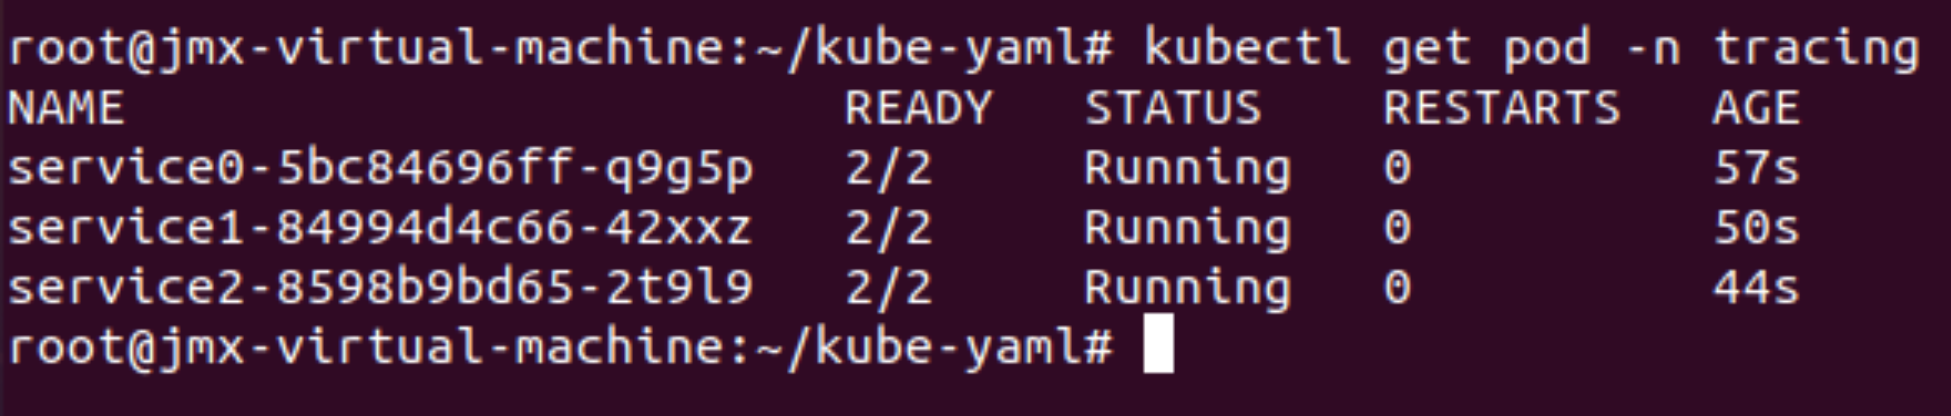 root@jmx-virtual-machine:~/kube-yaml# kubectl get pod -n tracing
NAME                        READY   STATUS    RESTARTS   AGE
service0-5bc84696ff-q9g5p   2/2     Running   0          57s
service1-84994d4c66-42xxz   2/2     Running   0          50s
service2-8598b9bd65-2t9l9   2/2     Running   0          44s
root@jmx-virtual-machine:~/kube-yaml#